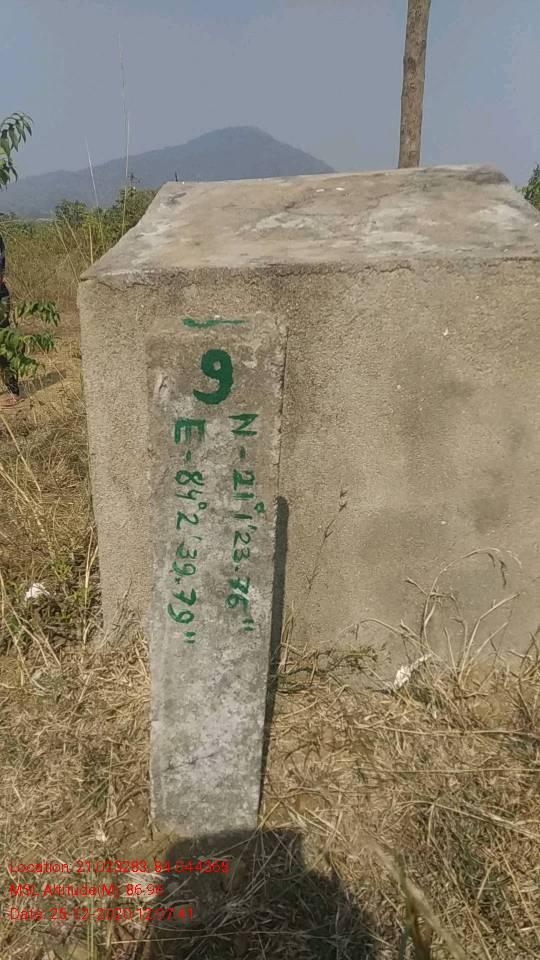 9
N-21°1'23.76"
E-84°2'39.79"
Location: 21.023283, 84.044368
MSL Altitude(M): 86-96
Date: 25-12-2020 12:07:41